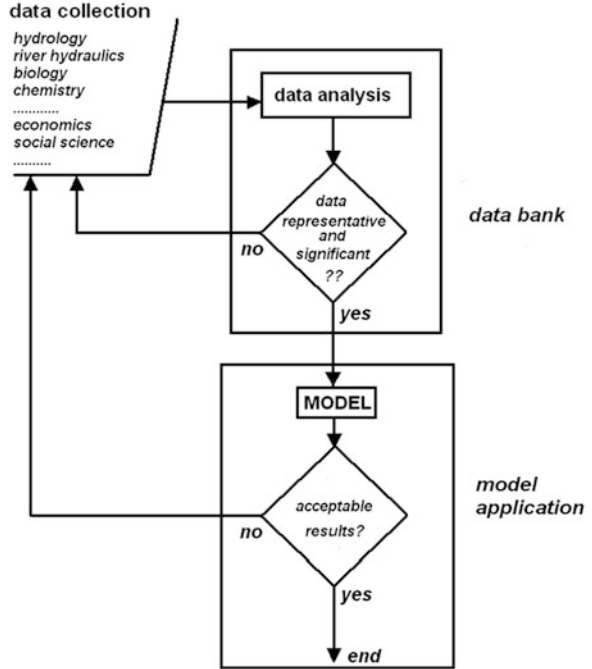 data collection
hydrology
river hydraulics
biology
chemistry
............
economics
social science
..........
data analysis
data
representative
and
significant
??
no
yes
data bank
MODEL
acceptable
results?
no
yes
end
model
application